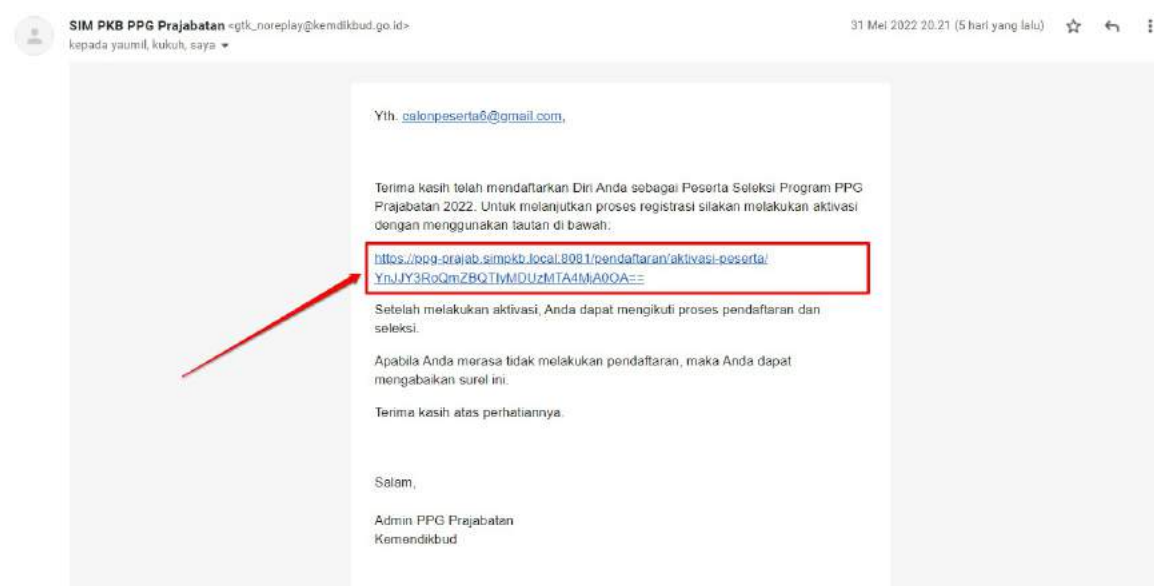 SIM PKB PPG Prajabatan <gtk_noreplay@kemdikbud.go.id>
31 Mei 2022 20.21 (5 hari yang lalu)
kepada yaumil, kukuh, saya
Yth. calonpeserta6@gmail.com,
Terima kasih telah mendaftarkan Diri Anda sebagai Peserta Seleksi Program PPG
Prajabatan 2022. Untuk melanjutkan proses registrasi silakan melakukan aktivasi
dengan menggunakan tautan di bawah:
https://ppg-prajab.simpkb.local:8081/pendaftaran/aktivasi-peserta/
YnJJY3RoQmZBQTIyMDUzMTA4MjA0OA==
Setelah melakukan aktivasi, Anda dapat mengikuti proses pendaftaran dan
seleksi.
Apabila Anda merasa tidak melakukan pendaftaran, maka Anda dapat
mengabaikan surel ini.
Terima kasih atas perhatiannya.
Salam,
Admin PPG Prajabatan
Kemendikbud